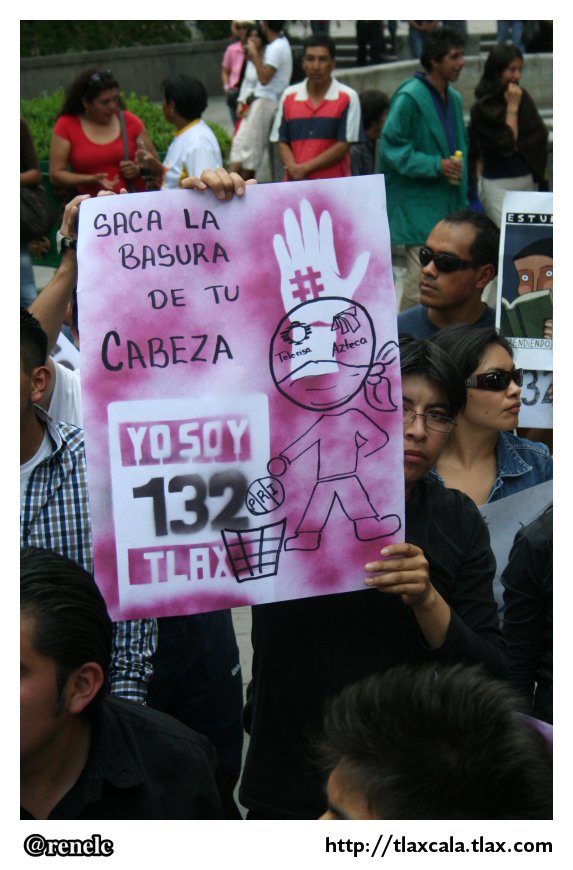 SACA LA
BASURA
DE TU
CABEZA
#
Televisa
Azteca
YO SOY
132
TLAX
PRI
ESTU
32
@renelc
http://tlaxcala.tlax.com